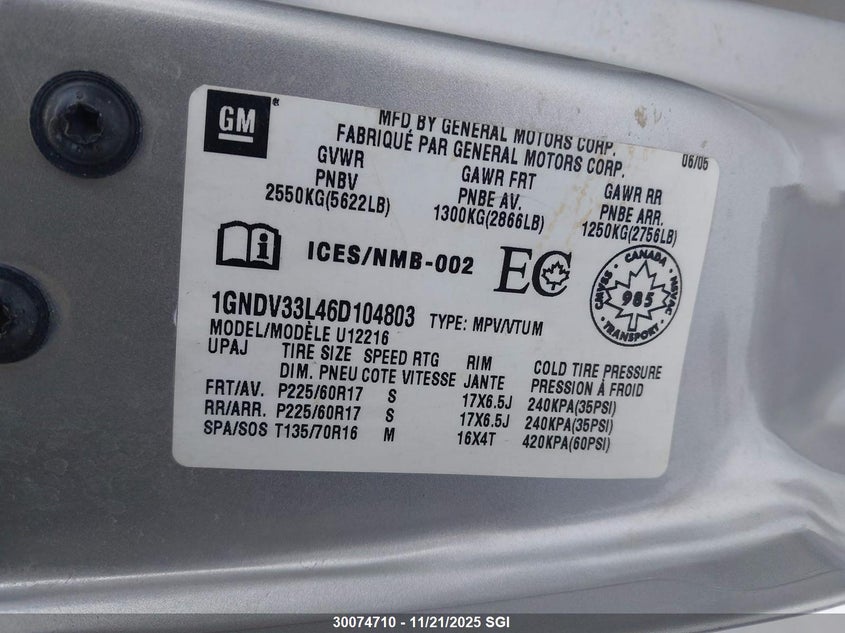 GM ®
MFD BY GENERAL MOTORS CORP.
FABRIQUÉ PAR GENERAL MOTORS CORP.
06/05
GVWR GAWR FRT GAWR RR
PNBV PNBE AV. PNBE ARR.
2550KG(5622LB) 1300KG(2866LB) 1250KG(2756LB)
i ICES/NMB-002 EC
CANADA
CMVSS 985 NSVAC
TRANSPORT
1GNDV33L46D104803 TYPE: MPV/VTUM
MODEL/MODÈLE U12216
UPAJ TIRE SIZE SPEED RTG RIM COLD TIRE PRESSURE
DIM. PNEU COTE VITESSE JANTE PRESSION À FROID
FRT/AV. P225/60R17 S 17X6.5J 240KPA(35PSI)
RR/ARR. P225/60R17 S 17X6.5J 240KPA(35PSI)
SPA/SOS T135/70R16 M 16X4T 420KPA(60PSI)
30074710 - 11/21/2025 SGI